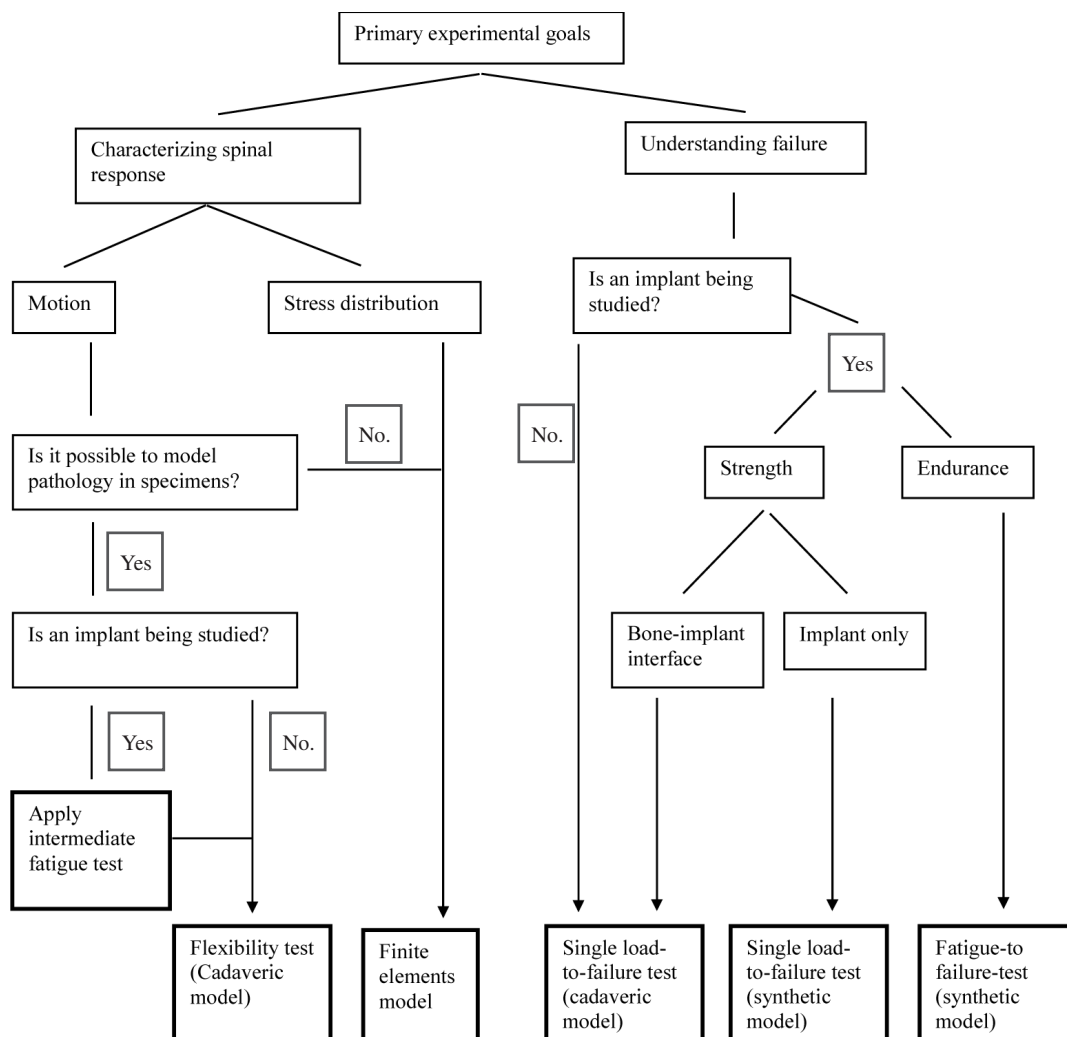 Primary experimental goals
Characterizing spinal
response
Understanding failure
Motion
Stress distribution
Is an implant being
studied?
Yes
No.
No.
Is it possible to model
pathology in specimens?
Strength
Endurance
Yes
Is an implant being studied?
Bone-implant
interface
Implant only
Yes
No.
Apply
intermediate
fatigue test
Flexibility test
(Cadaveric
model)
Finite
elements
model
Single load-
to-failure test
(cadaveric
model)
Single load-
to-failure test
(synthetic
model)
Fatigue-to
failure-test
(synthetic
model)